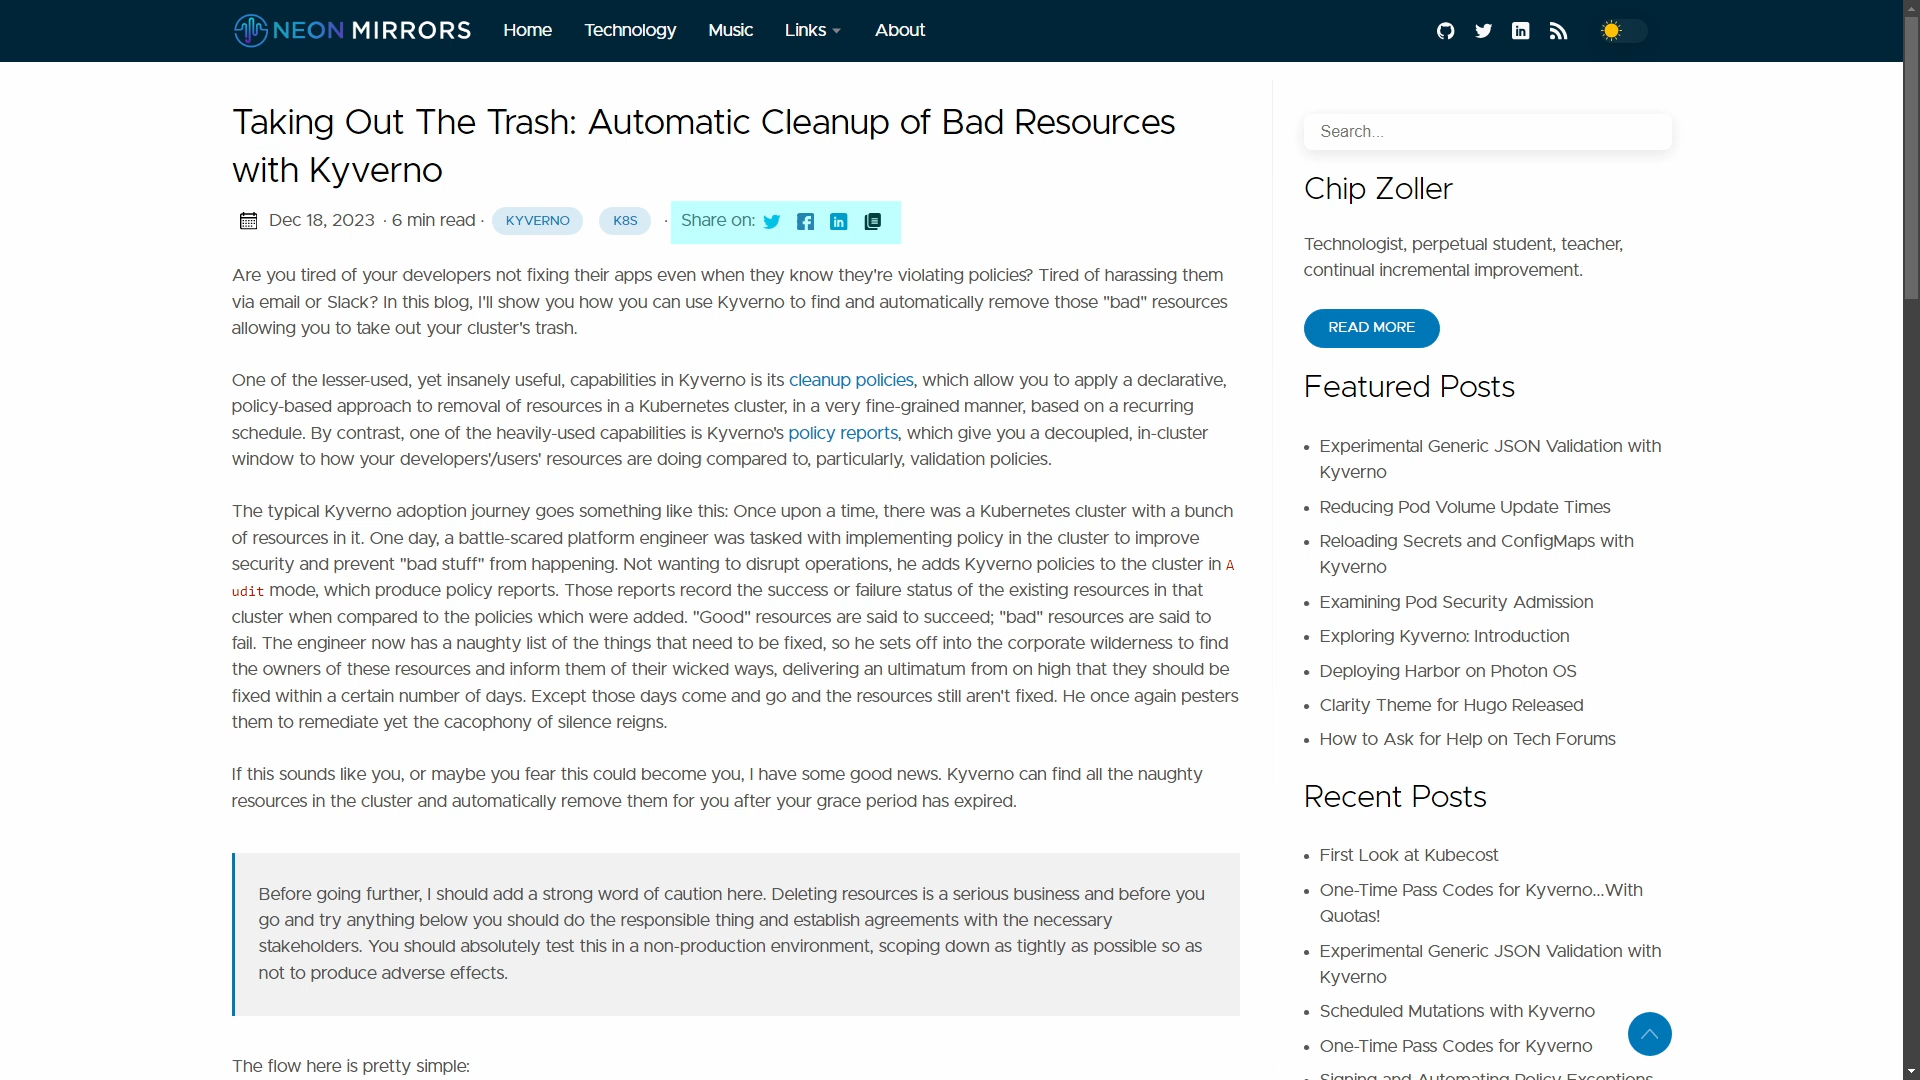 NEON MIRRORS
Home
Technology
Music
Links
About
Taking Out The Trash: Automatic Cleanup of Bad Resources
with Kyverno
Dec 18, 2023 · 6 min read · KYVERNO K8S · Share on:
Are you tired of your developers not fixing their apps even when they know they're violating policies? Tired of harassing them
via email or Slack? In this blog, I'll show you how you can use Kyverno to find and automatically remove those "bad" resources
allowing you to take out your cluster's trash.
One of the lesser-used, yet insanely useful, capabilities in Kyverno is its cleanup policies, which allow you to apply a declarative,
policy-based approach to removal of resources in a Kubernetes cluster, in a very fine-grained manner, based on a recurring
schedule. By contrast, one of the heavily-used capabilities is Kyverno's policy reports, which give you a decoupled, in-cluster
window to how your developers'/users' resources are doing compared to, particularly, validation policies.
The typical Kyverno adoption journey goes something like this: Once upon a time, there was a Kubernetes cluster with a bunch
of resources in it. One day, a battle-scared platform engineer was tasked with implementing policy in the cluster to improve
security and prevent "bad stuff" from happening. Not wanting to disrupt operations, he adds Kyverno policies to the cluster in A
udit mode, which produce policy reports. Those reports record the success or failure status of the existing resources in that
cluster when compared to the policies which were added. "Good" resources are said to succeed; "bad" resources are said to
fail. The engineer now has a naughty list of the things that need to be fixed, so he sets off into the corporate wilderness to find
the owners of these resources and inform them of their wicked ways, delivering an ultimatum from on high that they should be
fixed within a certain number of days. Except those days come and go and the resources still aren't fixed. He once again pesters
them to remediate yet the cacophony of silence reigns.
If this sounds like you, or maybe you fear this could become you, I have some good news. Kyverno can find all the naughty
resources in the cluster and automatically remove them for you after your grace period has expired.
Before going further, I should add a strong word of caution here. Deleting resources is a serious business and before you
go and try anything below you should do the responsible thing and establish agreements with the necessary
stakeholders. You should absolutely test this in a non-production environment, scoping down as tightly as possible so as
not to produce adverse effects.
The flow here is pretty simple:
Search...
Chip Zoller
Technologist, perpetual student, teacher,
continual incremental improvement.
READ MORE
Featured Posts
Experimental Generic JSON Validation with
Kyverno
Reducing Pod Volume Update Times
Reloading Secrets and ConfigMaps with
Kyverno
Examining Pod Security Admission
Exploring Kyverno: Introduction
Deploying Harbor on Photon OS
Clarity Theme for Hugo Released
How to Ask for Help on Tech Forums
Recent Posts
First Look at Kubecost
One-Time Pass Codes for Kyverno...With
Quotas!
Experimental Generic JSON Validation with
Kyverno
Scheduled Mutations with Kyverno
One-Time Pass Codes for Kyverno
Signing and Automating Policy Exceptions